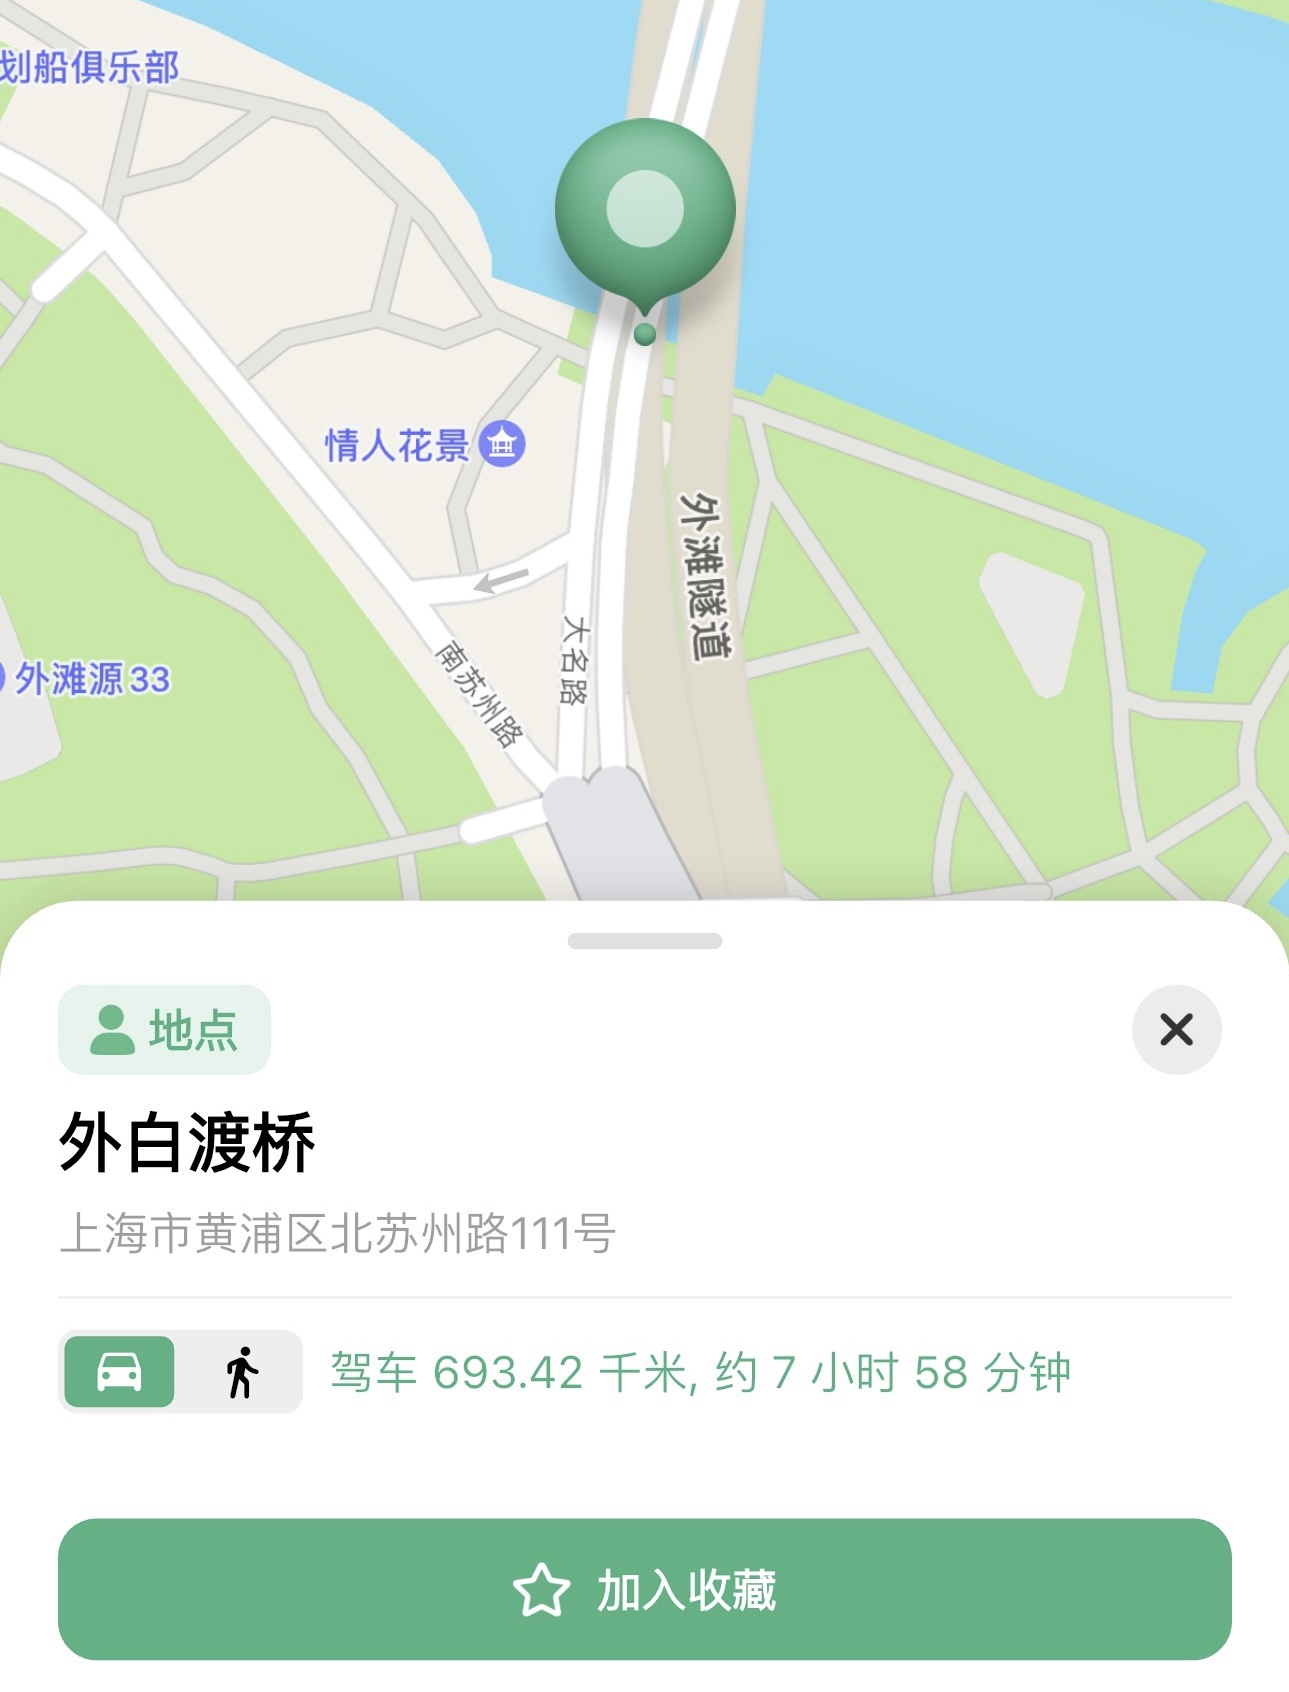 划船俱乐部
情人花景
外滩隧道
大名路
南苏州路
外滩源33
地点
外白渡桥
上海市黄浦区北苏州路111号
驾车 693.42 千米, 约 7 小时 58 分钟
加入收藏